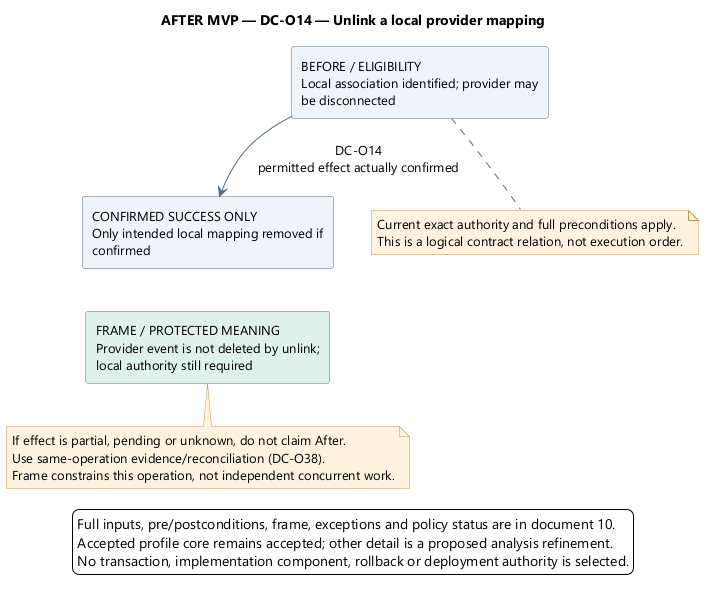 AFTER MVP — DC-O14 — Unlink a local provider mapping
BEFORE / ELIGIBILITY
Local association identified; provider may
be disconnected
DC-O14
permitted effect actually confirmed
CONFIRMED SUCCESS ONLY
Only intended local mapping removed if
confirmed
Current exact authority and full preconditions apply.
This is a logical contract relation, not execution order.
FRAME / PROTECTED MEANING
Provider event is not deleted by unlink;
local authority still required
If effect is partial, pending or unknown, do not claim After.
Use same-operation evidence/reconciliation (DC-O38).
Frame constrains this operation, not independent concurrent work.
Full inputs, pre/postconditions, frame, exceptions and policy status are in document 10.
Accepted profile core remains accepted; other detail is a proposed analysis refinement.
No transaction, implementation component, rollback or deployment authority is selected.